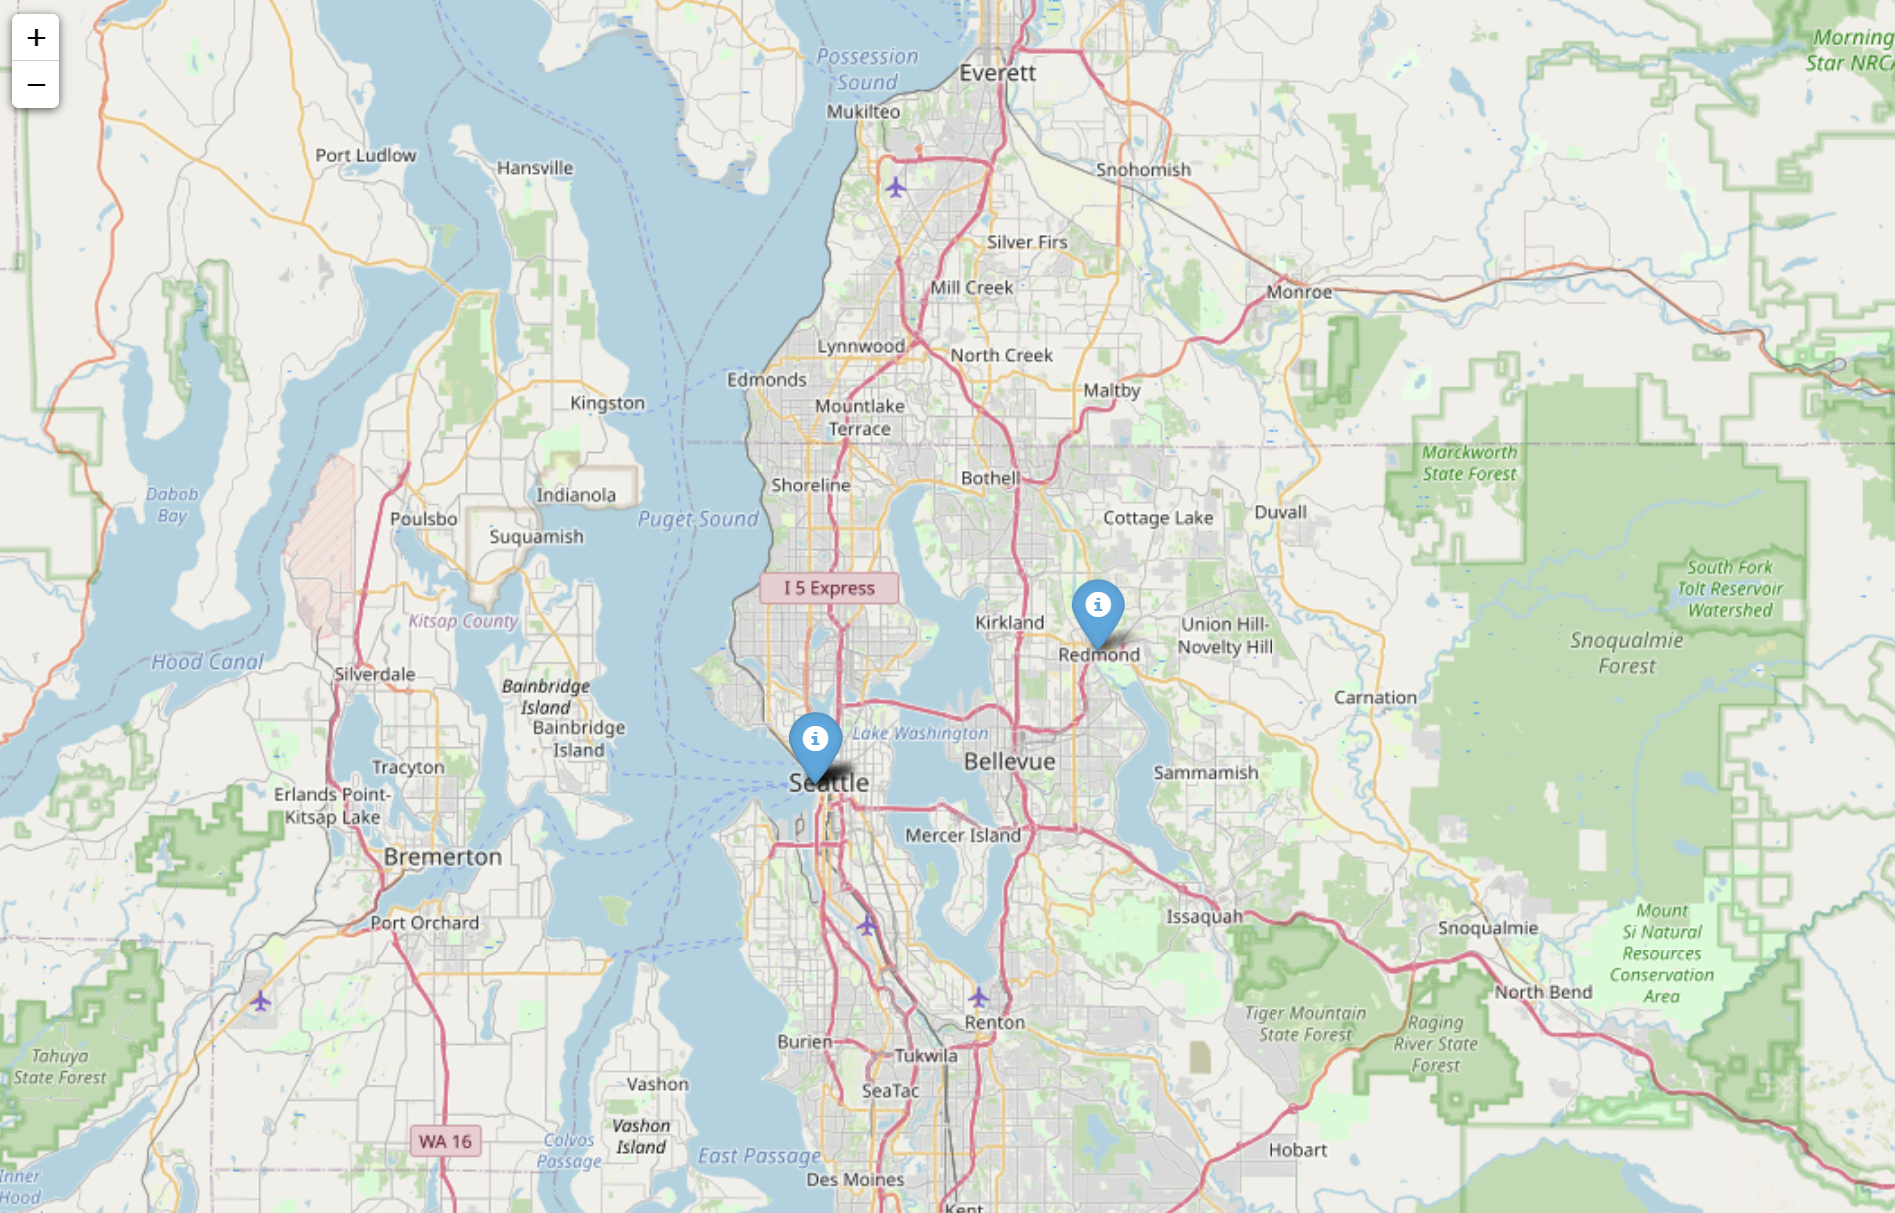 +
−
Possession
Sound
Everett
Morning
Star NRCA
Mukilteo
Port Ludlow
Hansville
Snohomish
Silver Firs
Mill Creek
Monroe
Lynnwood
North Creek
Edmonds
Maltby
Kingston
Mountlake
Terrace
Marckworth
State Forest
Bothell
Shoreline
Dabob
Bay
Indianola
Poulsbo
Puget Sound
Cottage Lake
Duvall
Suquamish
South Fork
Tolt Reservoir
Watershed
I 5 Express
Kitsap County
Kirkland
Union Hill-
Novelty Hill
Snoqualmie
Forest
Hood Canal
Redmond
Silverdale
Bainbridge
Island
Carnation
Bainbridge
Island
Lake Washington
Bellevue
Tracyton
Sammamish
Seattle
Erlands Point-
Kitsap Lake
Mercer Island
Bremerton
Port Orchard
Issaquah
Snoqualmie
Mount
Si Natural
Resources
Conservation
Area
North Bend
Renton
Tiger Mountain
State Forest
Raging
River State
Forest
Burien
Tukwila
Tahuya
State Forest
Vashon
SeaTac
Vashon
Island
WA 16
Colvos
Passage
East Passage
Hobart
Inner
Hood
Des Moines
Kent